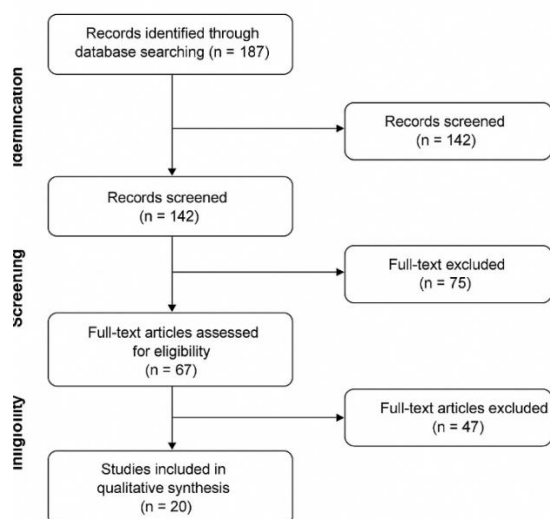 Records identified through
database searching (n = 187)
Idemincation
Records screened
(n = 142)
Records screened
(n = 142)
Screening
Full-text excluded
n = 75)
Full-text articles assessed
for eligibility
(n = 67)
Full-text articles excluded
(n = 47)
Studies included in
qualitative synthesis
(n = 20)